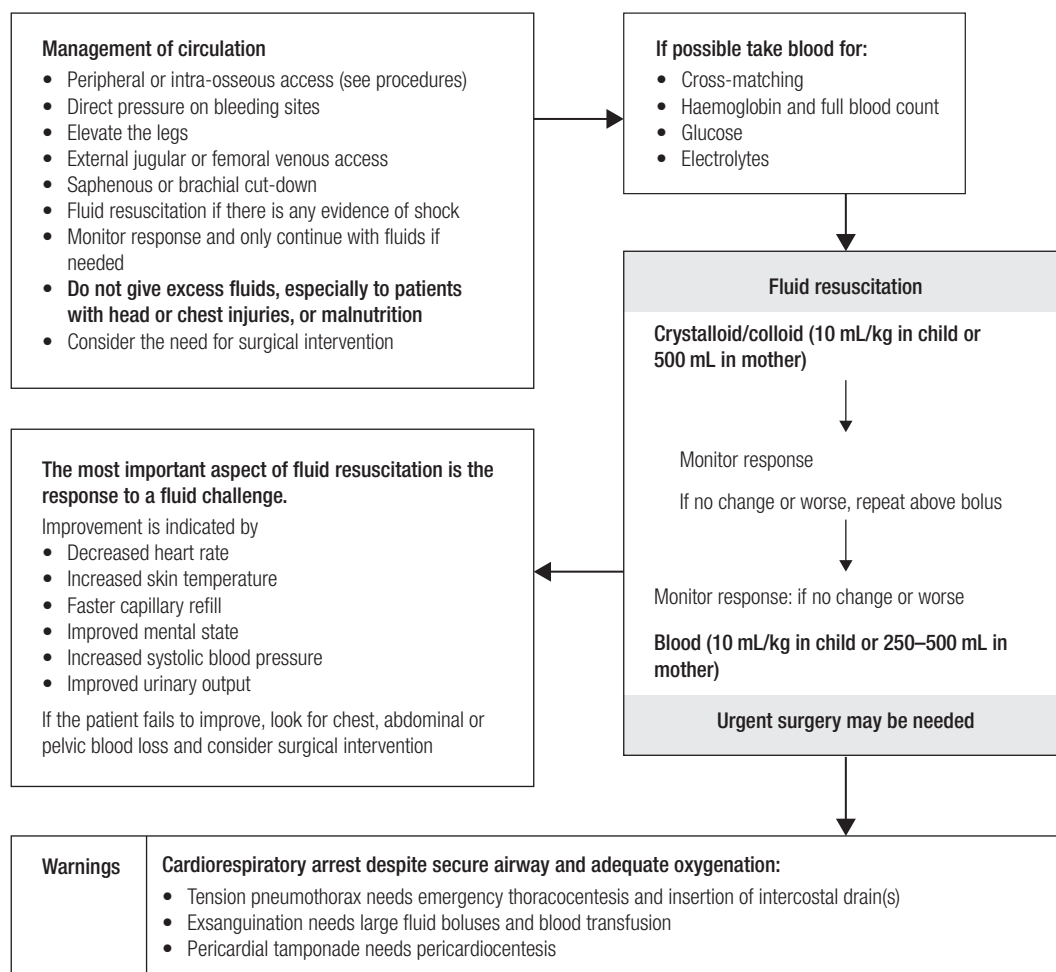 Management of circulation
• Peripheral or intra-osseous access (see procedures)
• Direct pressure on bleeding sites
• Elevate the legs
• External jugular or femoral venous access
• Saphenous or brachial cut-down
• Fluid resuscitation if there is any evidence of shock
• Monitor response and only continue with fluids if
needed
• Do not give excess fluids, especially to patients
with head or chest injuries, or malnutrition
• Consider the need for surgical intervention
If possible take blood for:
• Cross-matching
• Haemoglobin and full blood count
• Glucose
• Electrolytes
Fluid resuscitation
Crystalloid/colloid (10 mL/kg in child or
500 mL in mother)
Monitor response
If no change or worse, repeat above bolus
Monitor response: if no change or worse
Blood (10 mL/kg in child or 250–500 mL in
mother)
Urgent surgery may be needed
The most important aspect of fluid resuscitation is the
response to a fluid challenge.
Improvement is indicated by
• Decreased heart rate
• Increased skin temperature
• Faster capillary refill
• Improved mental state
• Increased systolic blood pressure
• Improved urinary output
If the patient fails to improve, look for chest, abdominal or
pelvic blood loss and consider surgical intervention
Warnings
Cardiorespiratory arrest despite secure airway and adequate oxygenation:
• Tension pneumothorax needs emergency thoracocentesis and insertion of intercostal drain(s)
• Exsanguination needs large fluid boluses and blood transfusion
• Pericardial tamponade needs pericardiocentesis